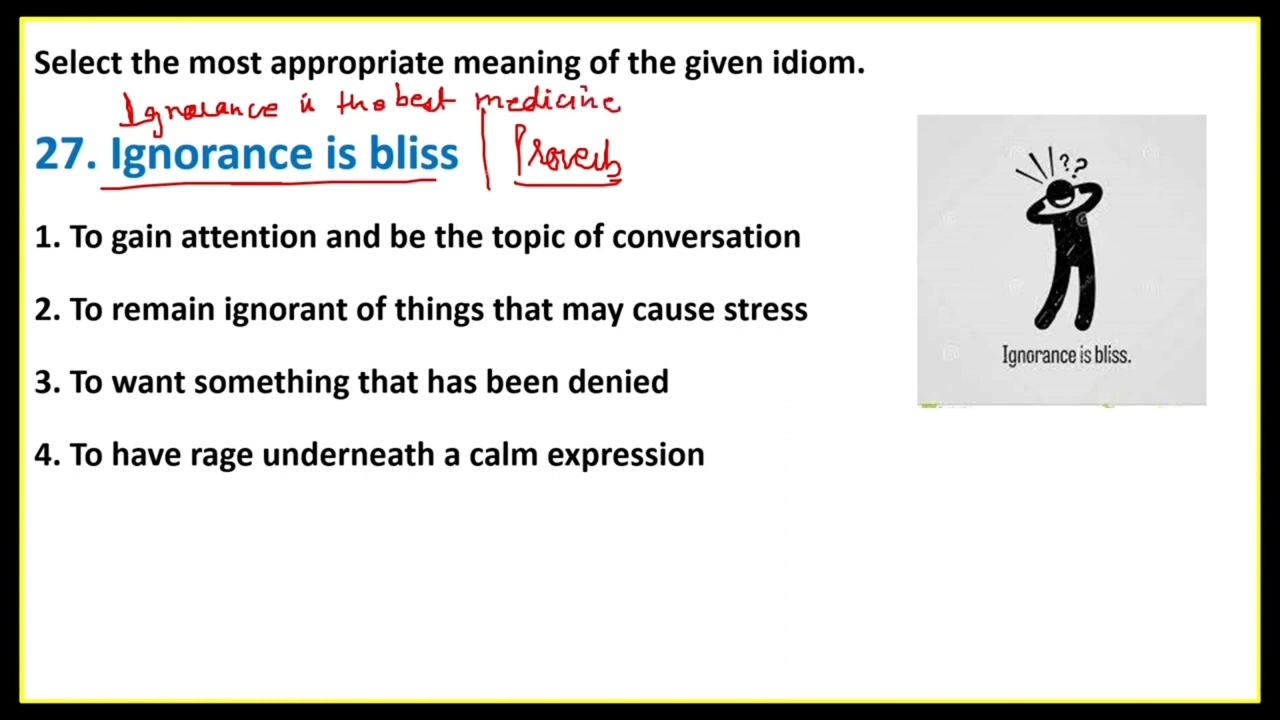 Select the most appropriate meaning of the given idiom.
Ignorance is the best medicine
27. Ignorance is bliss | Proverb
1. To gain attention and be the topic of conversation
2. To remain ignorant of things that may cause stress
3. To want something that has been denied
4. To have rage underneath a calm expression
??
Ignorance is bliss.